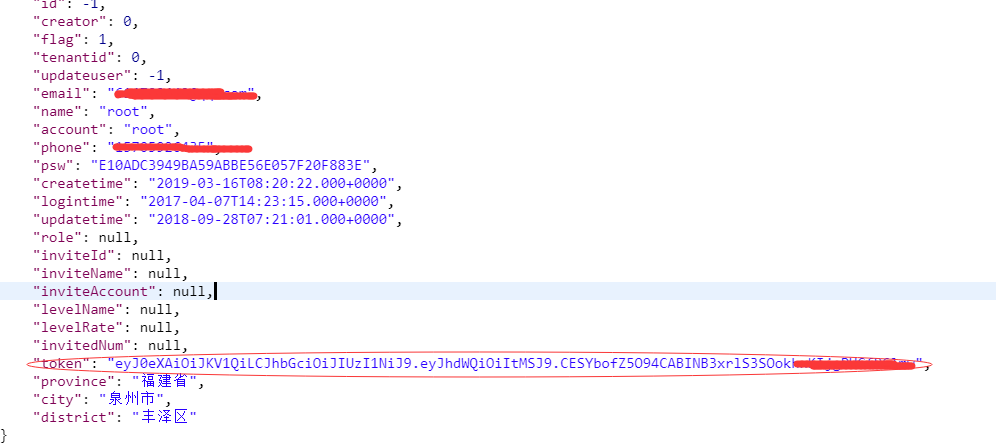 "id": -1,
"creator": 0,
"flag": 1,
"tenantid": 0,
"updateuser": -1,
"email": "
"name": "root",
"account": "root",
"phone": "
"psw": "E10ADC3949BA59ABBE56E057F20F883E",
"createtime": "2019-03-16T08:20:22.000+0000",
"logintime": "2017-04-07T14:23:15.000+0000",
"updatetime": "2018-09-28T07:21:01.000+0000",
"role": null,
"inviteId": null,
"inviteName": null,
"inviteAccount": null,
"levelName": null,
"levelRate": null,
"invitedNum": null,
"token": "eyJ0eXAiOiJKV1QiLCJhbGciOiJIUzI1NiJ9.eyJhdWQiOiItMSJ9.CESYbofZ5O94CABINB3xrlS3SOok
"province": "福建省",
"city": "泉州市",
"district": "丰泽区"
}